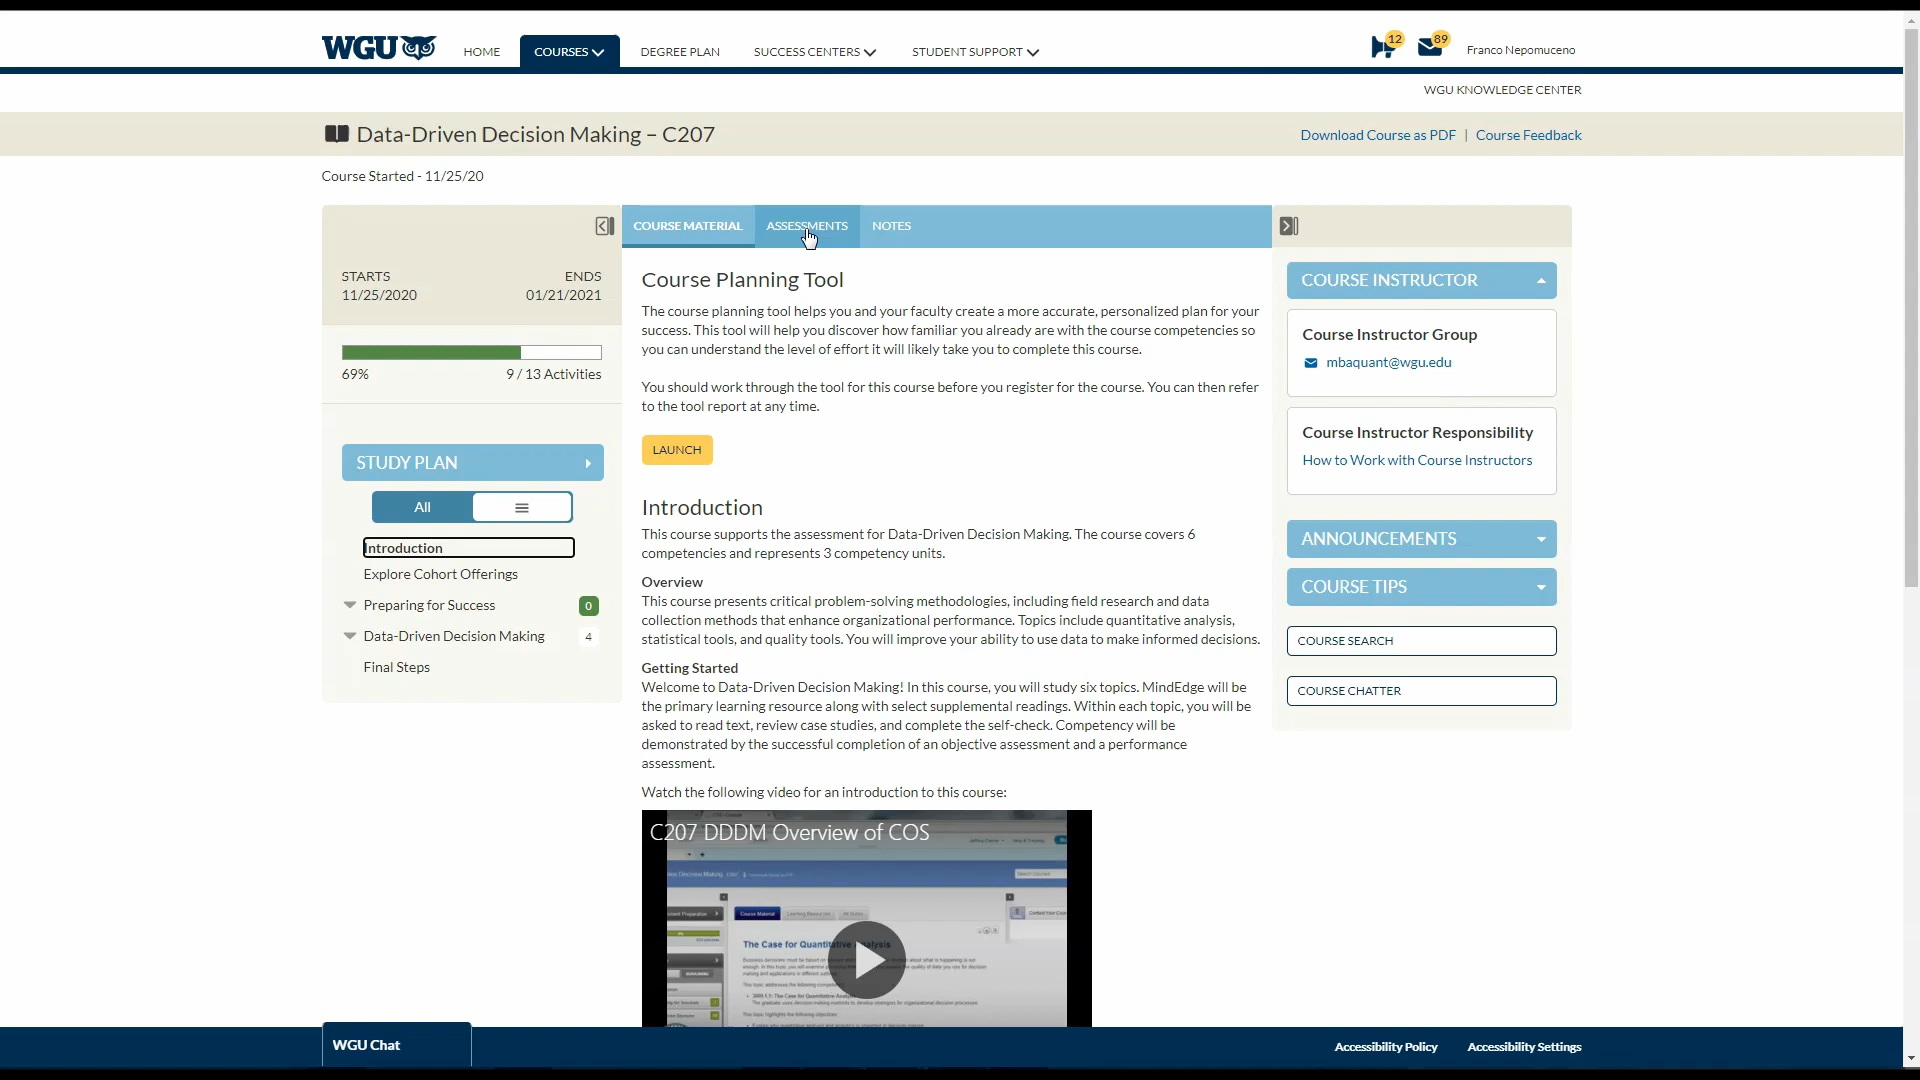 WGU
HOME
COURSES
DEGREE PLAN
SUCCESS CENTERS
STUDENT SUPPORT
12
89
Franco Nepomuceno
WGU KNOWLEDGE CENTER
Data-Driven Decision Making – C207
Download Course as PDF | Course Feedback
Course Started - 11/25/20
STARTS
11/25/2020
ENDS
01/21/2021
69%
9 / 13 Activities
STUDY PLAN
All
Introduction
Explore Cohort Offerings
Preparing for Success
0
Data-Driven Decision Making
4
Final Steps
COURSE MATERIAL
ASSESSMENTS
NOTES
Course Planning Tool
The course planning tool helps you and your faculty create a more accurate, personalized plan for your
success. This tool will help you discover how familiar you already are with the course competencies so
you can understand the level of effort it will likely take you to complete this course.
You should work through the tool for this course before you register for the course. You can then refer
to the tool report at any time.
LAUNCH
Introduction
This course supports the assessment for Data-Driven Decision Making. The course covers 6
competencies and represents 3 competency units.
Overview
This course presents critical problem-solving methodologies, including field research and data
collection methods that enhance organizational performance. Topics include quantitative analysis,
statistical tools, and quality tools. You will improve your ability to use data to make informed decisions.
Getting Started
Welcome to Data-Driven Decision Making! In this course, you will study six topics. MindEdge will be
the primary learning resource along with select supplemental readings. Within each topic, you will be
asked to read text, review case studies, and complete the self-check. Competency will be
demonstrated by the successful completion of an objective assessment and a performance
assessment.
Watch the following video for an introduction to this course:
C207 DDDM Overview of COS
Course Material
Learning Resources
The Case for Quantitative Analysis
COURSE INSTRUCTOR
Course Instructor Group
mbaquant@wgu.edu
Course Instructor Responsibility
How to Work with Course Instructors
ANNOUNCEMENTS
COURSE TIPS
COURSE SEARCH
COURSE CHATTER
WGU Chat
Accessibility Policy
Accessibility Settings